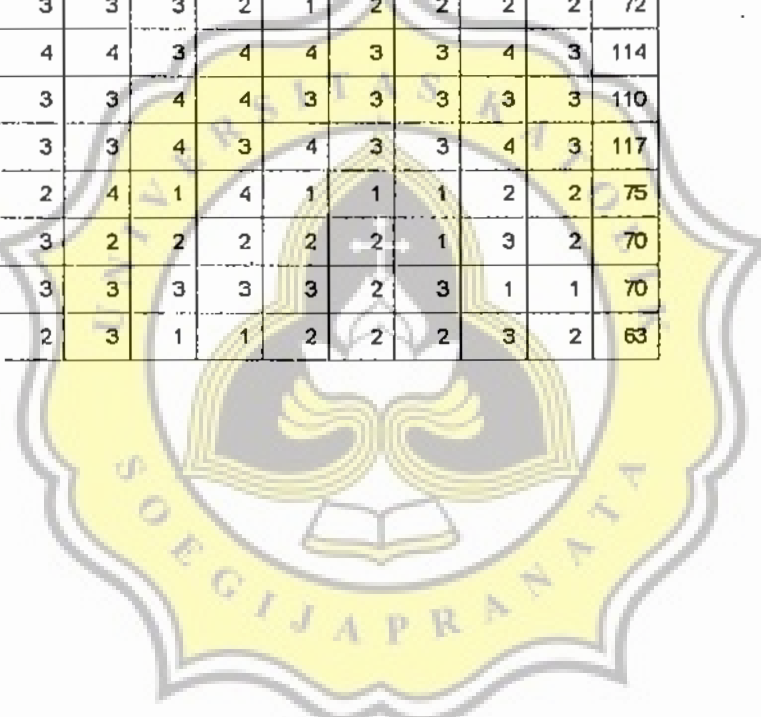 3 3 3 2 1 2 2 2 2 72
4 4 3 4 4 3 3 4 3 114
3 3 4 4 3 3 3 3 3 110
3 3 4 3 4 3 3 4 3 117
2 4 1 4 1 1 1 2 2 75
3 2 2 2 2 2 1 3 2 70
3 3 3 3 3 2 3 1 1 70
2 3 1 1 2 2 2 3 2 63
UNIVERSITAS KATOLIK
SOEGIJAPRANATA